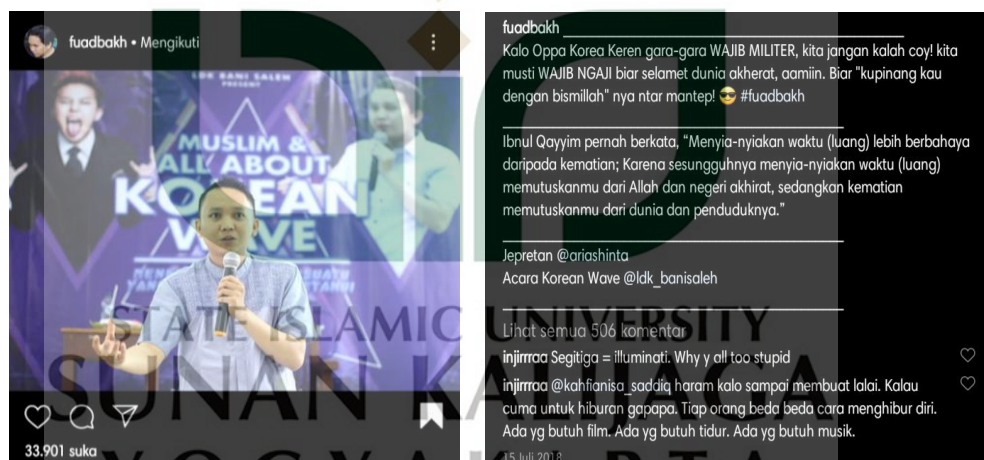 fuadbakh • Mengikuti
LDK BANI SALEH
PRESENT
MUSLIM &
ALL ABOUT
KOREAN
WAVE
33.901 suka
fuadbakh
Kalo Oppa Korea Keren gara-gara WAJIB MILITER, kita jangan kalah coy! kita
musti WAJIB NGAJI biar selamet dunia akherat, aamiin. Biar "kupinang kau
dengan bismillah" nya ntar mantep! 😎 #fuadbakh
Ibnul Qayyim pernah berkata, “Menyia-nyiakan waktu (luang) lebih berbahaya
daripada kematian; Karena sesungguhnya menyia-nyiakan waktu (luang)
memutuskanmu dari Allah dan negeri akhirat, sedangkan kematian
memutuskanmu dari dunia dan penduduknya.”
Jepretan @ariashinta
Acara Korean Wave @ldk_banisaleh
Lihat semua 506 komentar
injirrraa Segitiga = illuminati. Why y all too stupid
injirrraa @kahfianisa_saddiq haram kalo sampai membuat lalai. Kalau
cuma untuk hiburan gapapa. Tiap orang beda beda cara menghibur diri.
Ada yg butuh film. Ada yg butuh tidur. Ada yg butuh musik.
15 Juli 2018
STATE ISLAMIC UNIVERSITY
SUNAN KALIJAGA
YOGYAKARTA